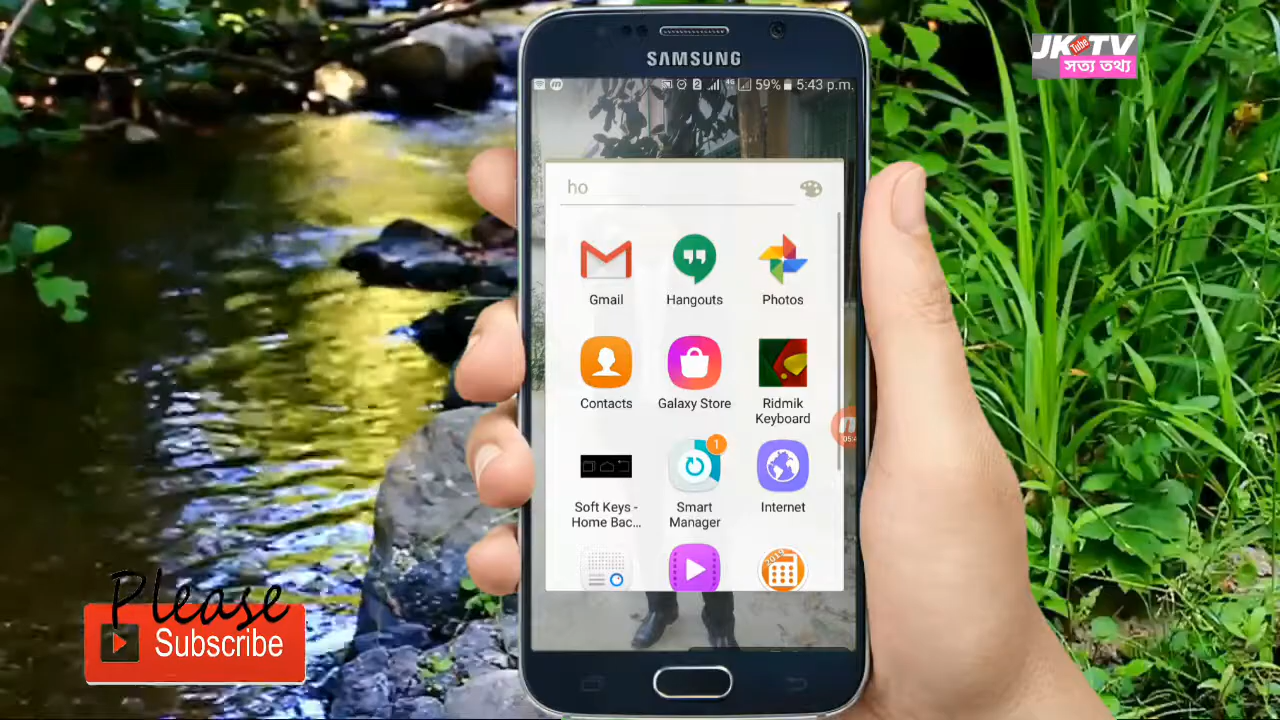 JK Tube TV
সত্য তথ্য
SAMSUNG
59% 5:43 p.m.
ho
Gmail
Hangouts
Photos
Contacts
Galaxy Store
Ridmik
Keyboard
1
Soft Keys -
Home Bac...
Smart
Manager
Internet
2019
Please
Subscribe